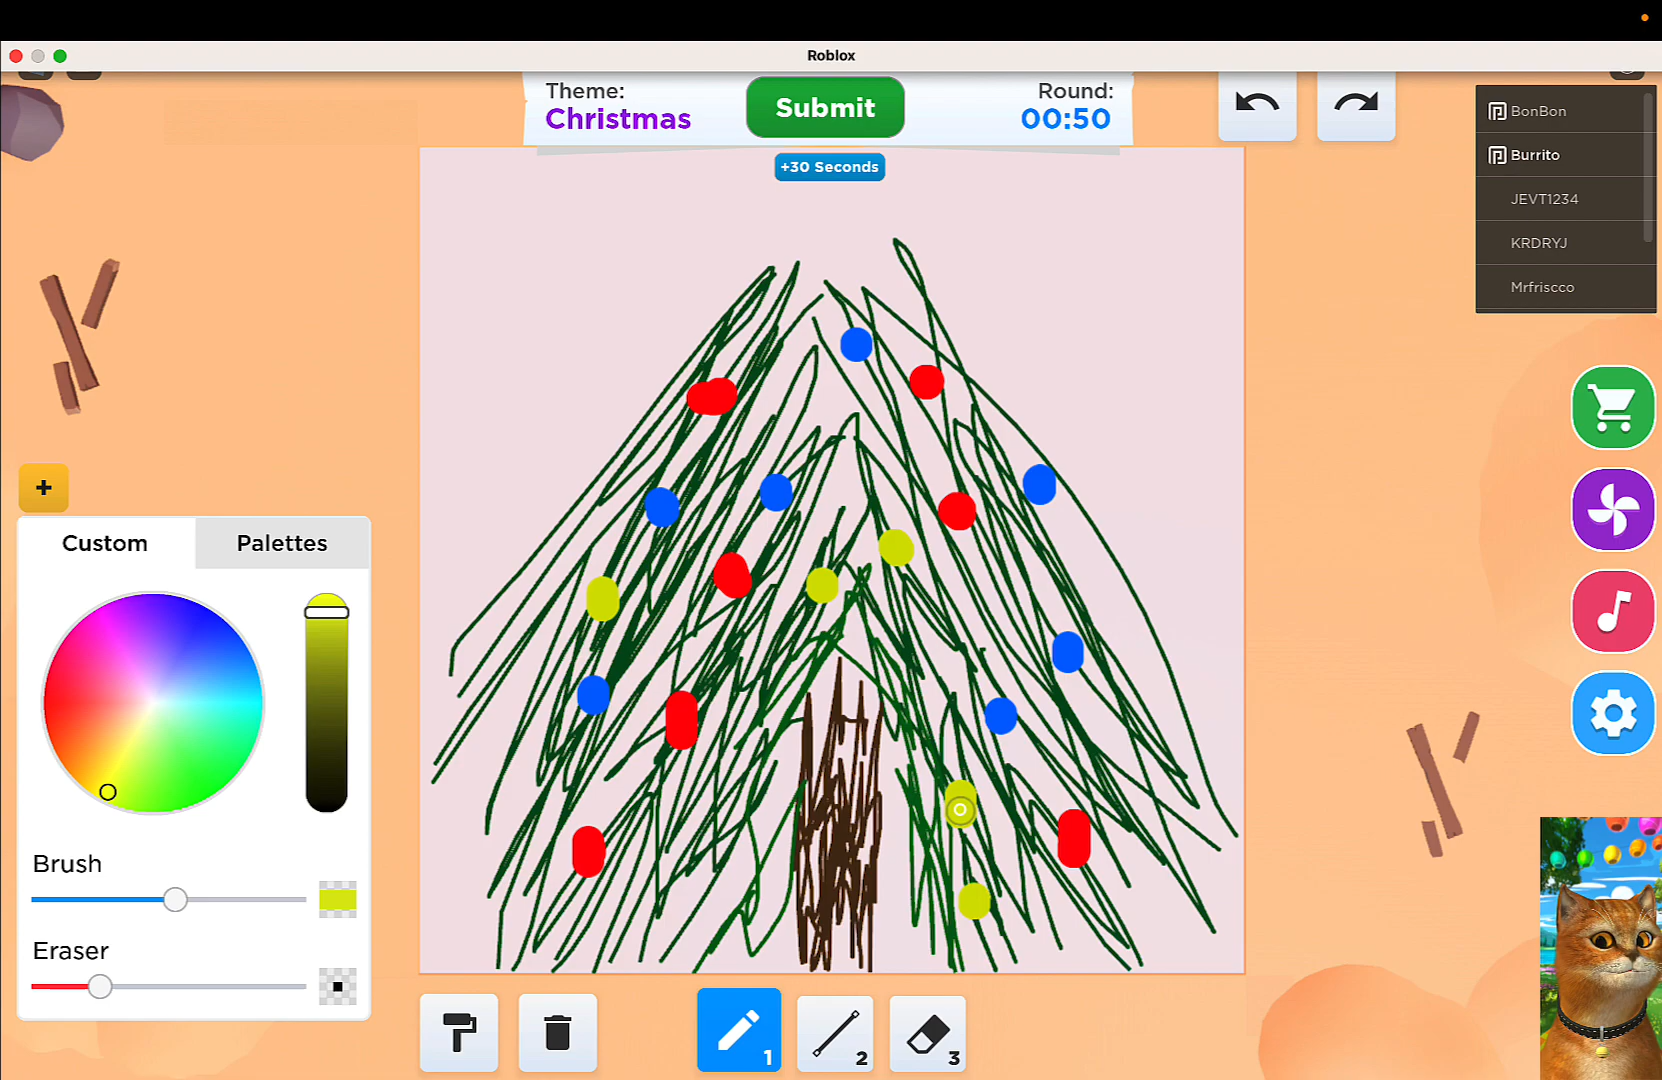 Roblox
Theme:
Christmas
Submit
Round:
00:50
+30 Seconds
BonBon
Burrito
JEVT1234
KRDRYJ
Mrfriscco
+
Custom
Palettes
Brush
Eraser
1
2
3